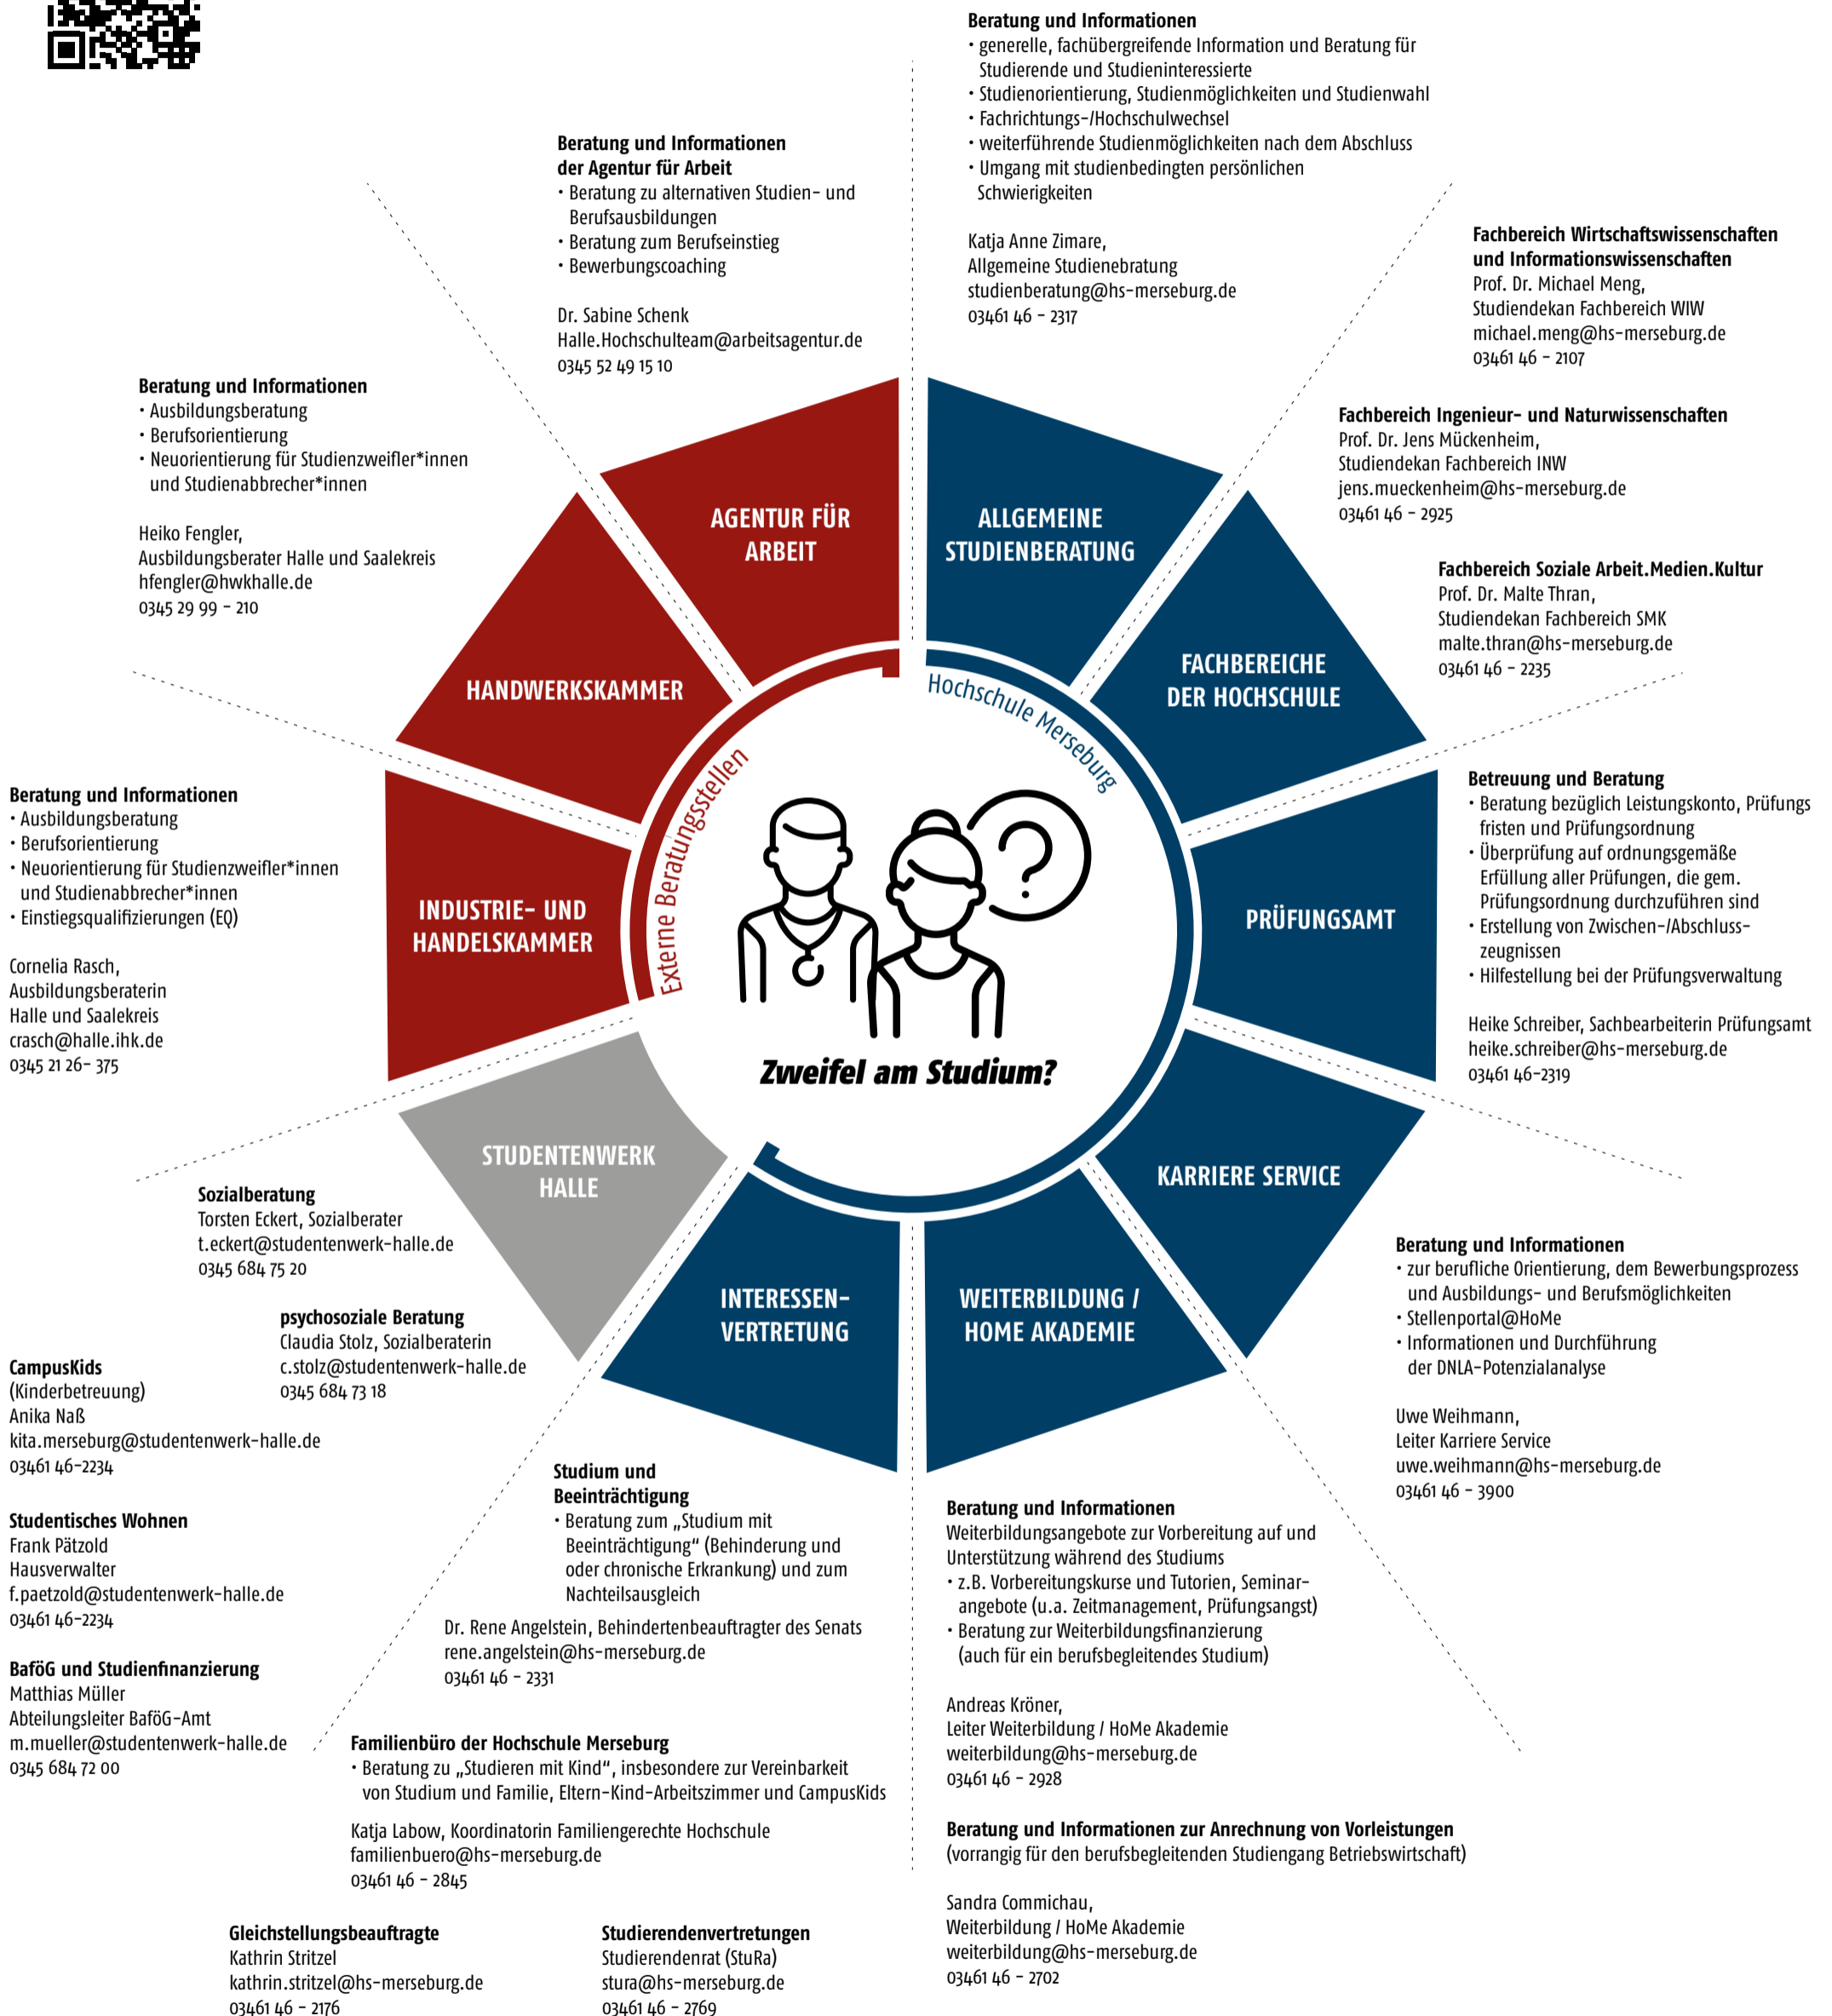 Beratung und Informationen
• generelle, fachübergreifende Information und Beratung für
Studierende und Studieninteressierte
• Studienorientierung, Studienmöglichkeiten und Studienwahl
• Fachrichtungs-/Hochschulwechsel
• weiterführende Studienmöglichkeiten nach dem Abschluss
• Umgang mit studienbedingten persönlichen
Schwierigkeiten
Katja Anne Zimare,
Allgemeine Studienebratung
studienberatung@hs-merseburg.de
03461 46 - 2317
Fachbereich Wirtschaftswissenschaften
und Informationswissenschaften
Prof. Dr. Michael Meng,
Studiendekan Fachbereich WIW
michael.meng@hs-merseburg.de
03461 46 - 2107
Fachbereich Ingenieur- und Naturwissenschaften
Prof. Dr. Jens Mückenheim,
Studiendekan Fachbereich INW
jens.mueckenheim@hs-merseburg.de
03461 46 - 2925
Fachbereich Soziale Arbeit.Medien.Kultur
Prof. Dr. Malte Thran,
Studiendekan Fachbereich SMK
malte.thran@hs-merseburg.de
03461 46 - 2235
Betreuung und Beratung
• Beratung bezüglich Leistungskonto, Prüfungs
fristen und Prüfungsordnung
• Überprüfung auf ordnungsgemäße
Erfüllung aller Prüfungen, die gem.
Prüfungsordnung durchzuführen sind
• Erstellung von Zwischen-/Abschluss-
zeugnissen
• Hilfestellung bei der Prüfungsverwaltung
Heike Schreiber, Sachbearbeiterin Prüfungsamt
heike.schreiber@hs-merseburg.de
03461 46-2319
Beratung und Informationen
• zur berufliche Orientierung, dem Bewerbungsprozess
und Ausbildungs- und Berufsmöglichkeiten
• Stellenportal@HoMe
• Informationen und Durchführung
der DNLA-Potenzialanalyse
Uwe Weihmann,
Leiter Karriere Service
uwe.weihmann@hs-merseburg.de
03461 46 - 3900
Beratung und Informationen
Weiterbildungsangebote zur Vorbereitung auf und
Unterstützung während des Studiums
• z.B. Vorbereitungskurse und Tutorien, Seminar-
angebote (u.a. Zeitmanagement, Prüfungsangst)
• Beratung zur Weiterbildungsfinanzierung
(auch für ein berufsbegleitendes Studium)
Andreas Kröner,
Leiter Weiterbildung / HoMe Akademie
weiterbildung@hs-merseburg.de
03461 46 - 2928
Beratung und Informationen zur Anrechnung von Vorleistungen
(vorrangig für den berufsbegleitenden Studiengang Betriebswirtschaft)
Sandra Commichau,
Weiterbildung / HoMe Akademie
weiterbildung@hs-merseburg.de
03461 46 - 2702
Studium und
Beeinträchtigung
• Beratung zum „Studium mit
Beeinträchtigung“ (Behinderung und
oder chronische Erkrankung) und zum
Nachteilsausgleich
Dr. Rene Angelstein, Behindertenbeauftragter des Senats
rene.angelstein@hs-merseburg.de
03461 46 - 2331
Familienbüro der Hochschule Merseburg
• Beratung zu „Studieren mit Kind“, insbesondere zur Vereinbarkeit
von Studium und Familie, Eltern-Kind-Arbeitszimmer und CampusKids
Katja Labow, Koordinatorin Familiengerechte Hochschule
familienbuero@hs-merseburg.de
03461 46 - 2845
Gleichstellungsbeauftragte
Kathrin Stritzel
kathrin.stritzel@hs-merseburg.de
03461 46 - 2176
Studierendenvertretungen
Studierendenrat (StuRa)
stura@hs-merseburg.de
03461 46 - 2769
Sozialberatung
Torsten Eckert, Sozialberater
t.eckert@studentenwerk-halle.de
0345 684 75 20
psychosoziale Beratung
Claudia Stolz, Sozialberaterin
c.stolz@studentenwerk-halle.de
0345 684 73 18
CampusKids
(Kinderbetreuung)
Anika Naß
kita.merseburg@studentenwerk-halle.de
03461 46-2234
Studentisches Wohnen
Frank Pätzold
Hausverwalter
f.paetzold@studentenwerk-halle.de
03461 46-2234
BaföG und Studienfinanzierung
Matthias Müller
Abteilungsleiter BaföG-Amt
m.mueller@studentenwerk-halle.de
0345 684 72 00
Beratung und Informationen
• Ausbildungsberatung
• Berufsorientierung
• Neuorientierung für Studienzweifler*innen
und Studienabbrecher*innen
• Einstiegsqualifizierungen (EQ)
Cornelia Rasch,
Ausbildungsberaterin
Halle und Saalekreis
crasch@halle.ihk.de
0345 21 26- 375
Beratung und Informationen
• Ausbildungsberatung
• Berufsorientierung
• Neuorientierung für Studienzweifler*innen
und Studienabbrecher*innen
Heiko Fengler,
Ausbildungsberater Halle und Saalekreis
hfengler@hwkhalle.de
0345 29 99 - 210
Beratung und Informationen
der Agentur für Arbeit
• Beratung zu alternativen Studien- und
Berufsausbildungen
• Beratung zum Berufseinstieg
• Bewerbungscoaching
Dr. Sabine Schenk
Halle.Hochschulteam@arbeitsagentur.de
0345 52 49 15 10
AGENTUR FÜR
ARBEIT
ALLGEMEINE
STUDIENBERATUNG
FACHBEREICHE
DER HOCHSCHULE
PRÜFUNGSAMT
KARRIERE SERVICE
WEITERBILDUNG /
HOME AKADEMIE
INTERESSEN-
VERTRETUNG
STUDENTENWERK
HALLE
INDUSTRIE- UND
HANDELSKAMMER
HANDWERKSKAMMER
Externe Beratungsstellen
Hochschule Merseburg
Zweifel am Studium?